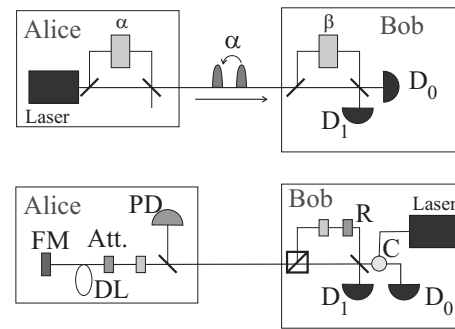 Alice
α
Laser
α
Bob
β
D₀
D₁
Alice
PD
FM
Att.
DL
Bob
Laser
R
C
D₁
D₀